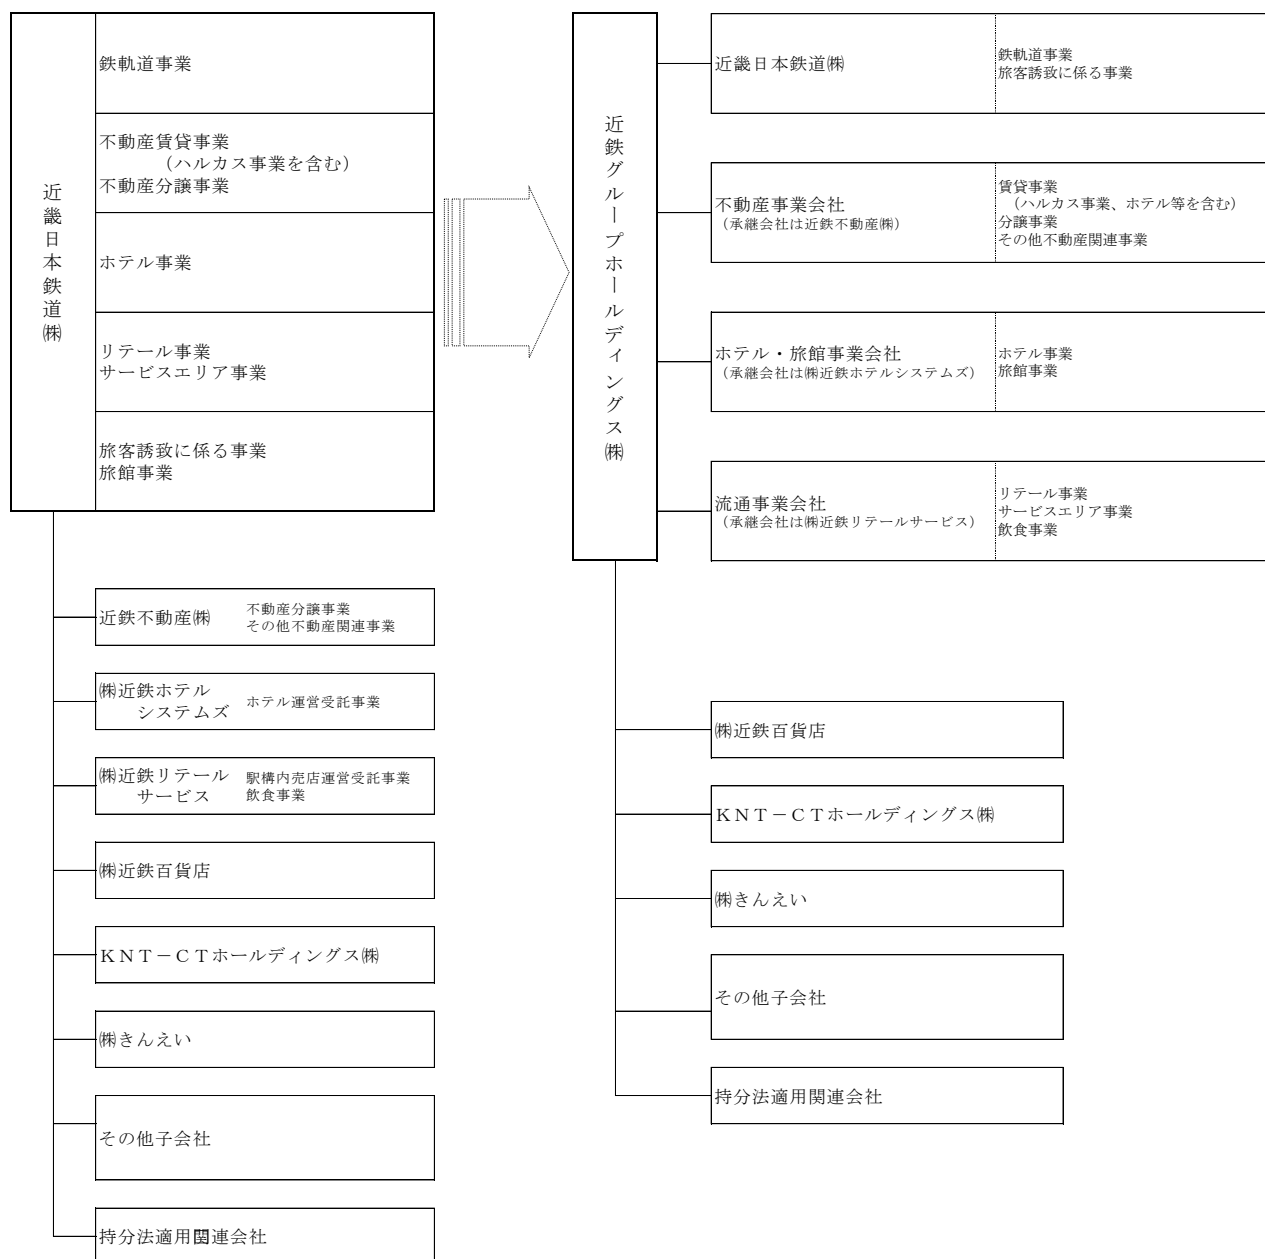 近畿日本鉄道㈱
鉄軌道事業
不動産賃貸事業
（ハルカス事業を含む）
不動産分譲事業
ホテル事業
リテール事業
サービスエリア事業
旅客誘致に係る事業
旅館事業
近鉄不動産㈱
不動産分譲事業
その他不動産関連事業
㈱近鉄ホテル
システムズ
ホテル運営受託事業
㈱近鉄リテール
サービス
駅構内売店運営受託事業
飲食事業
㈱近鉄百貨店
ＫＮＴ－ＣＴホールディングス㈱
㈱きんえい
その他子会社
持分法適用関連会社
近鉄グループホールディングス㈱
近畿日本鉄道㈱
鉄軌道事業
旅客誘致に係る事業
不動産事業会社
（承継会社は近鉄不動産㈱）
賃貸事業
（ハルカス事業、ホテル等を含む）
分譲事業
その他不動産関連事業
ホテル・旅館事業会社
（承継会社は㈱近鉄ホテルシステムズ）
ホテル事業
旅館事業
流通事業会社
（承継会社は㈱近鉄リテールサービス）
リテール事業
サービスエリア事業
飲食事業
㈱近鉄百貨店
ＫＮＴ－ＣＴホールディングス㈱
㈱きんえい
その他子会社
持分法適用関連会社